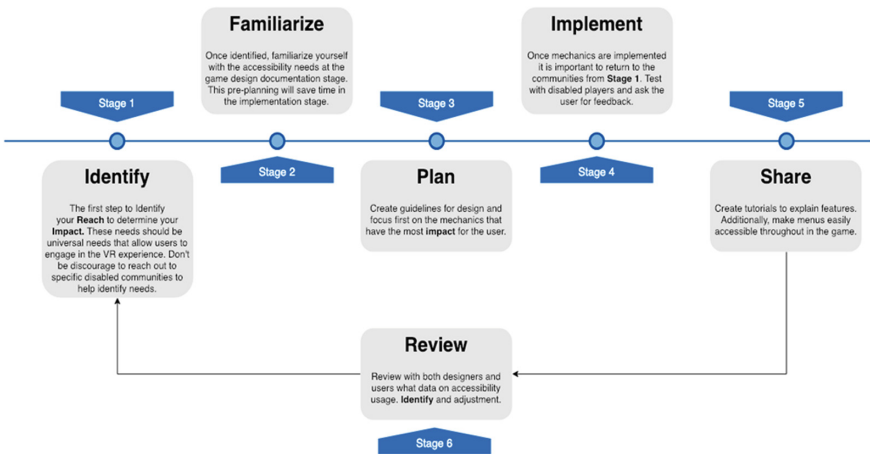 Stage 1
Identify
The first step to Identify
your Reach to determine your
Impact. These needs should be
universal needs that allow users to
engage in the VR experience. Don't
be discourage to reach out to
specific disabled communities to
help identify needs.
Familiarize
Once identified, familiarize yourself
with the accessibility needs at the
game design documentation stage.
This pre-planning will save time in
the implementation stage.
Stage 2
Stage 3
Plan
Create guidelines for design and
focus first on the mechanics that
have the most impact for the user.
Implement
Once mechanics are implemented
it is important to return to the
communities from Stage 1. Test
with disabled players and ask the
user for feedback.
Stage 4
Stage 5
Share
Create tutorials to explain features.
Additionally, make menus easily
accessible throughout in the game.
Review
Review with both designers and
users what data on accessibility
usage. Identify and adjustment.
Stage 6